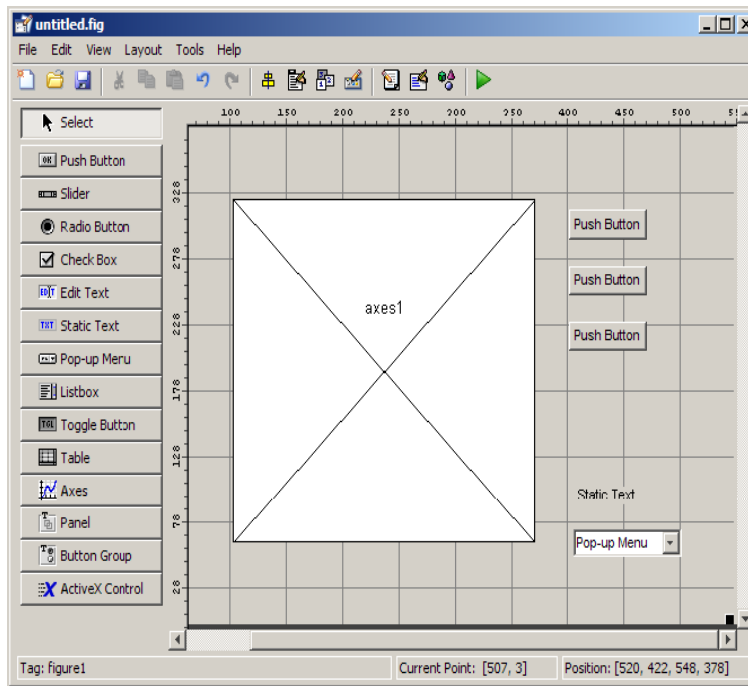 untitled.fig
File Edit View Layout Tools Help
Select
Push Button
Slider
Radio Button
Check Box
Edit Text
Static Text
Pop-up Menu
Listbox
Toggle Button
Table
Axes
Panel
Button Group
ActiveX Control
100 150 200 250 300 350 400 450 500
328
278
228
178
128
78
28
axes1
Push Button
Push Button
Push Button
Static Text
Pop-up Menu
Tag: figure1
Current Point: [507, 3]
Position: [520, 422, 548, 378]